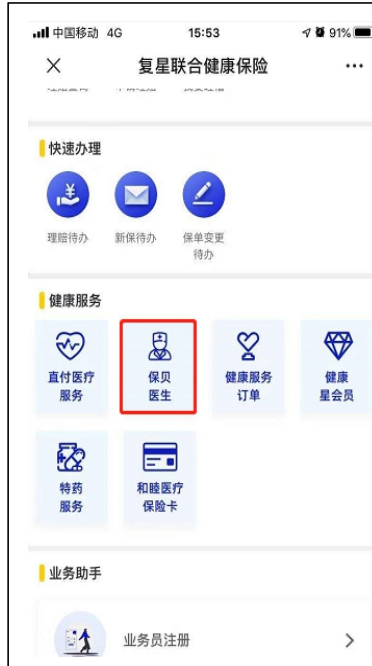 中国移动 4G 15:53 91%
复星联合健康保险
快速办理
理赔待办 新保待办 保单变更
待办
健康服务
直付医疗 保贝 健康服务 健康
服务 医生 订单 星会员
特药 和睦医疗
服务 保险卡
业务助手
业务员注册